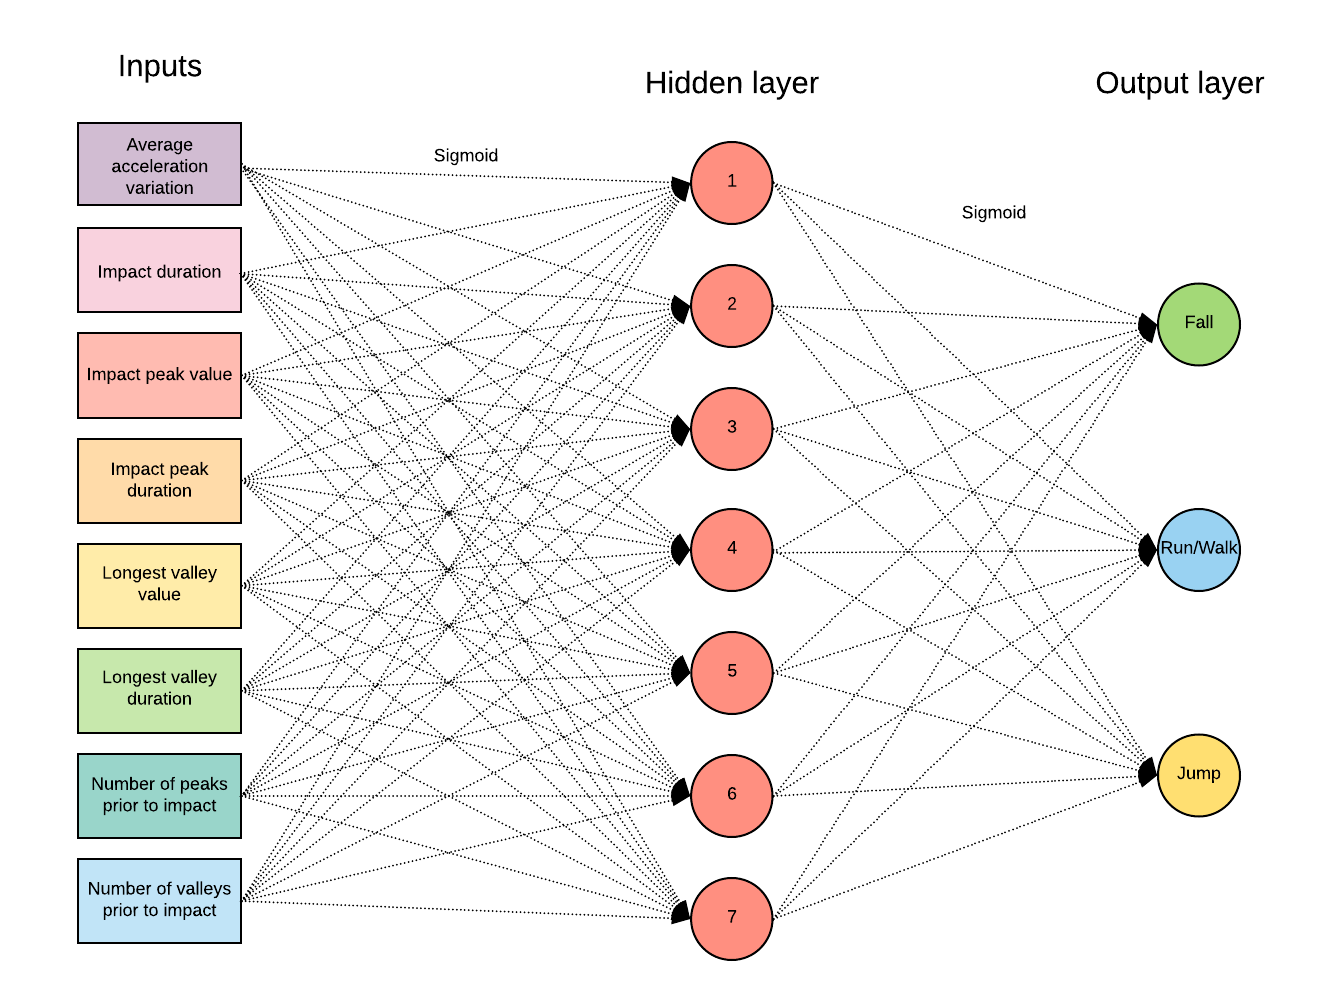 Inputs
Hidden layer
Output layer
Average
acceleration
variation
Impact duration
Impact peak value
Impact peak
duration
Longest valley
value
Longest valley
duration
Number of peaks
prior to impact
Number of valleys
prior to impact
Sigmoid
1
2
3
4
5
6
7
Sigmoid
Fall
Run/Walk
Jump